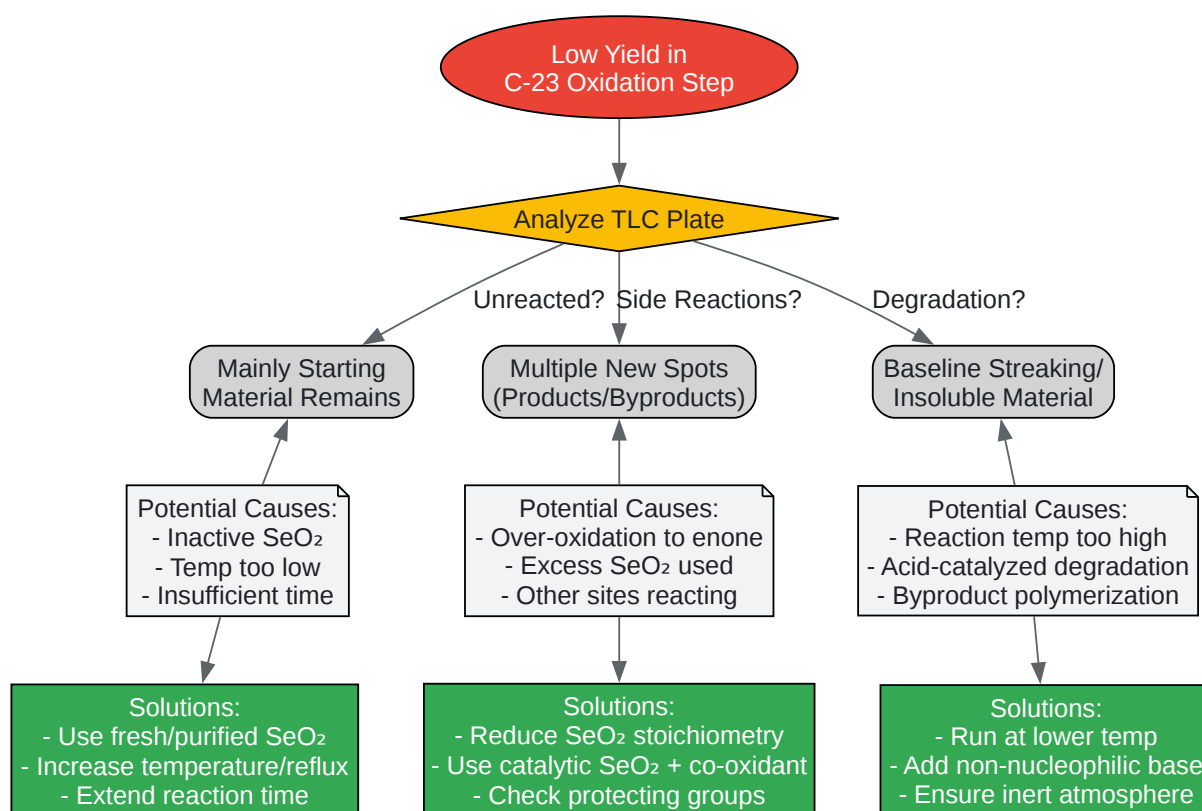 Low Yield in
C-23 Oxidation Step
Analyze TLC Plate
Unreacted?
Side Reactions?
Degradation?
Mainly Starting
Material Remains
Multiple New Spots
(Products/Byproducts)
Baseline Streaking/
Insoluble Material
Potential Causes:
- Inactive SeO₂
- Temp too low
- Insufficient time
Potential Causes:
- Over-oxidation to enone
- Excess SeO₂ used
- Other sites reacting
Potential Causes:
- Reaction temp too high
- Acid-catalyzed degradation
- Byproduct polymerization
Solutions:
- Use fresh/purified SeO₂
- Increase temperature/reflux
- Extend reaction time
Solutions:
- Reduce SeO₂ stoichiometry
- Use catalytic SeO₂ + co-oxidant
- Check protecting groups
Solutions:
- Run at lower temp
- Add non-nucleophilic base
- Ensure inert atmosphere